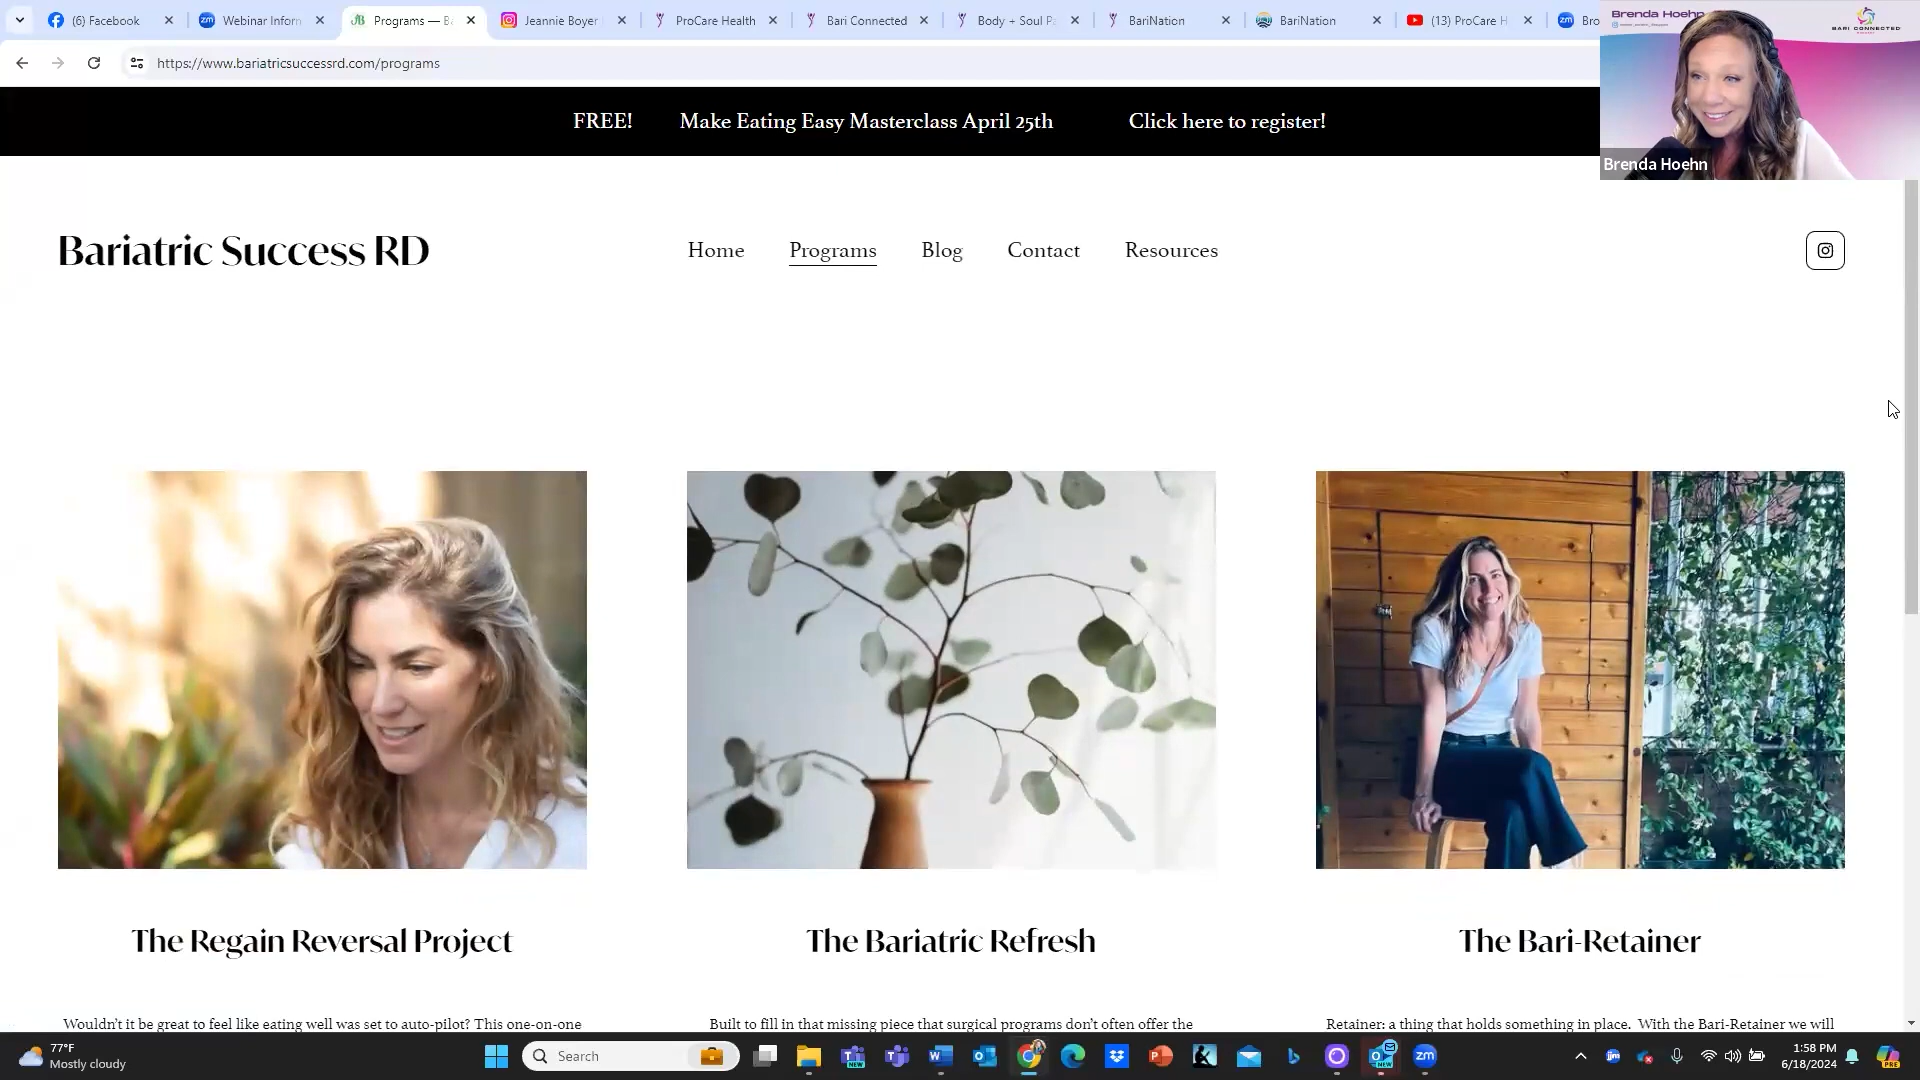 (6) Facebook
Webinar Inform
Programs — Ba
Jeannie Boyer
ProCare Health
Bari Connected
Body + Soul Pa
BariNation
BariNation
(13) ProCare H
Bro
https://www.bariatricsuccessrd.com/programs
Brenda Hoehn
BARI CONNECTED
Brenda Hoehn
FREE! Make Eating Easy Masterclass April 25th Click here to register!
Bariatric Success RD
Home Programs Blog Contact Resources
The Regain Reversal Project
The Bariatric Refresh
The Bari-Retainer
Wouldn't it be great to feel like eating well was set to auto-pilot? This one-on-one
Built to fill in that missing piece that surgical programs don't often offer the
Retainer: a thing that holds something in place. With the Bari-Retainer we will
77°F
Mostly cloudy
Search
1:58 PM
6/18/2024